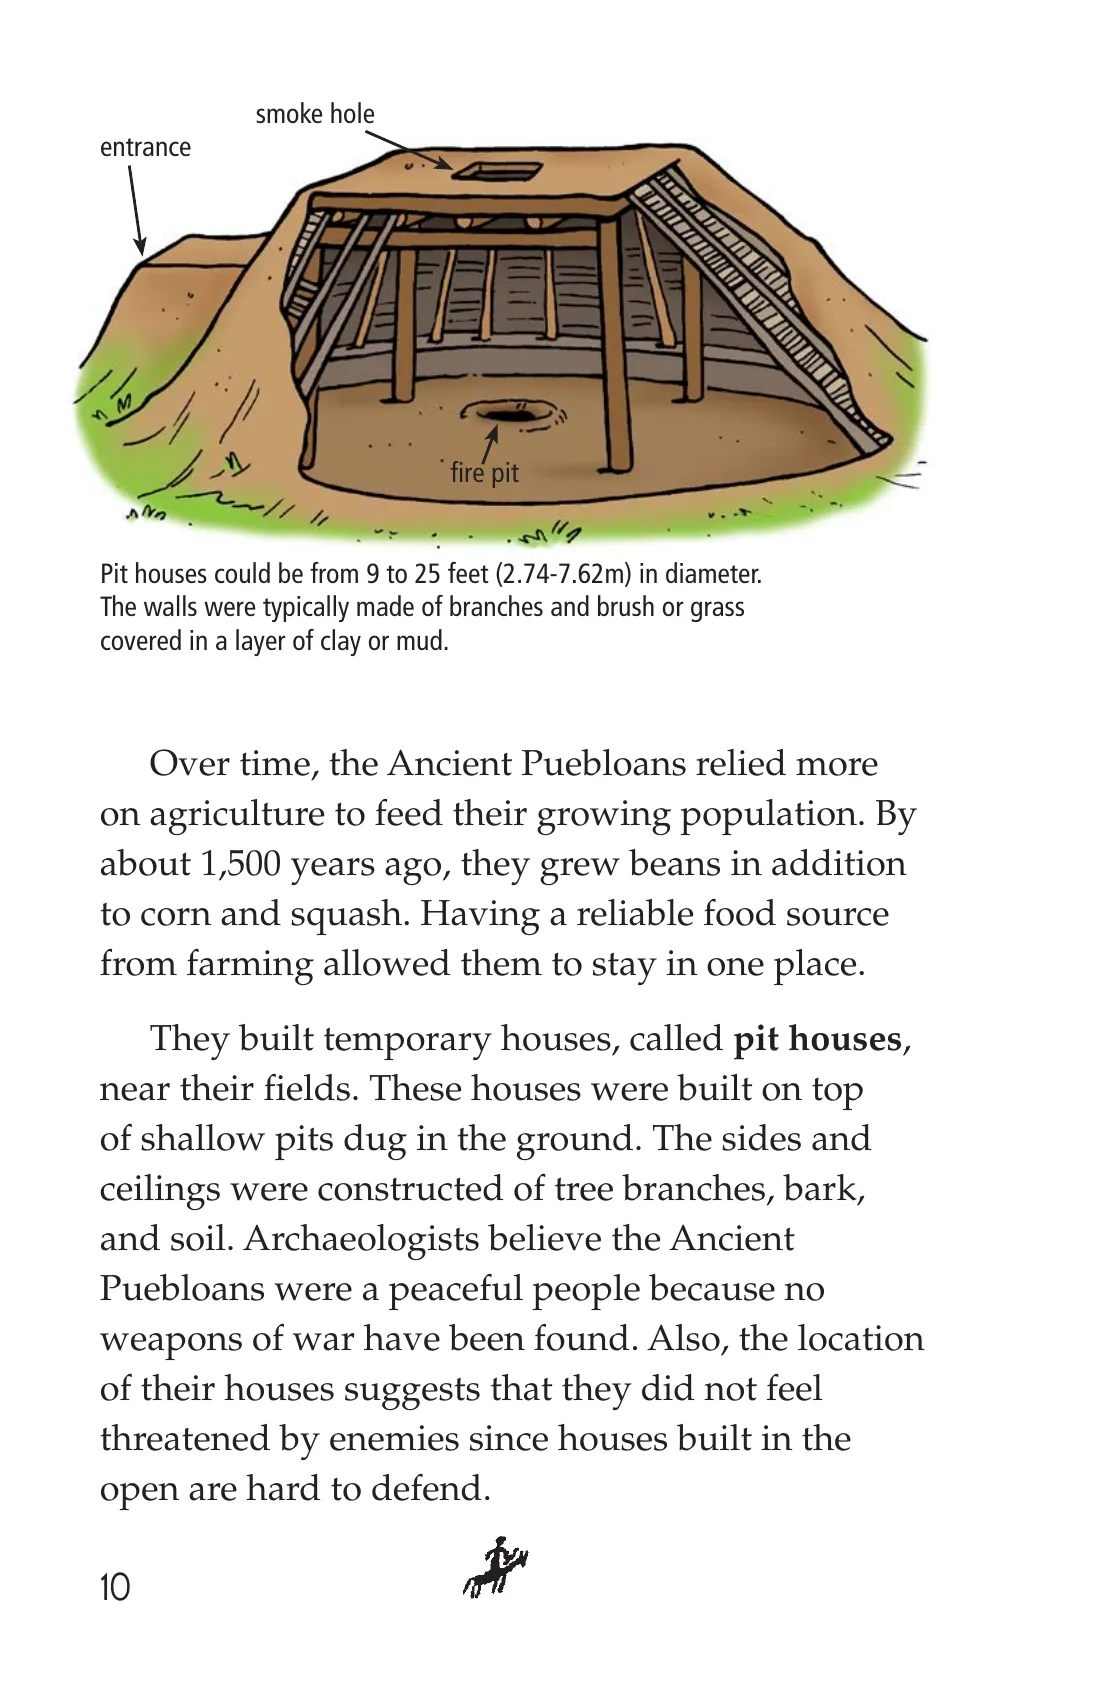 smoke hole
entrance
fire pit
Pit houses could be from 9 to 25 feet (2.74-7.62m) in diameter.
The walls were typically made of branches and brush or grass
covered in a layer of clay or mud.
Over time, the Ancient Puebloans relied more
on agriculture to feed their growing population. By
about 1,500 years ago, they grew beans in addition
to corn and squash. Having a reliable food source
from farming allowed them to stay in one place.
They built temporary houses, called pit houses,
near their fields. These houses were built on top
of shallow pits dug in the ground. The sides and
ceilings were constructed of tree branches, bark,
and soil. Archaeologists believe the Ancient
Puebloans were a peaceful people because no
weapons of war have been found. Also, the location
of their houses suggests that they did not feel
threatened by enemies since houses built in the
open are hard to defend.
10